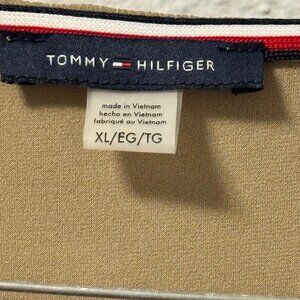 TOMMY HILFIGER
made in Vietnam
hecho en Vietnam
fabriqué au Vietnam
XL/EG/TG